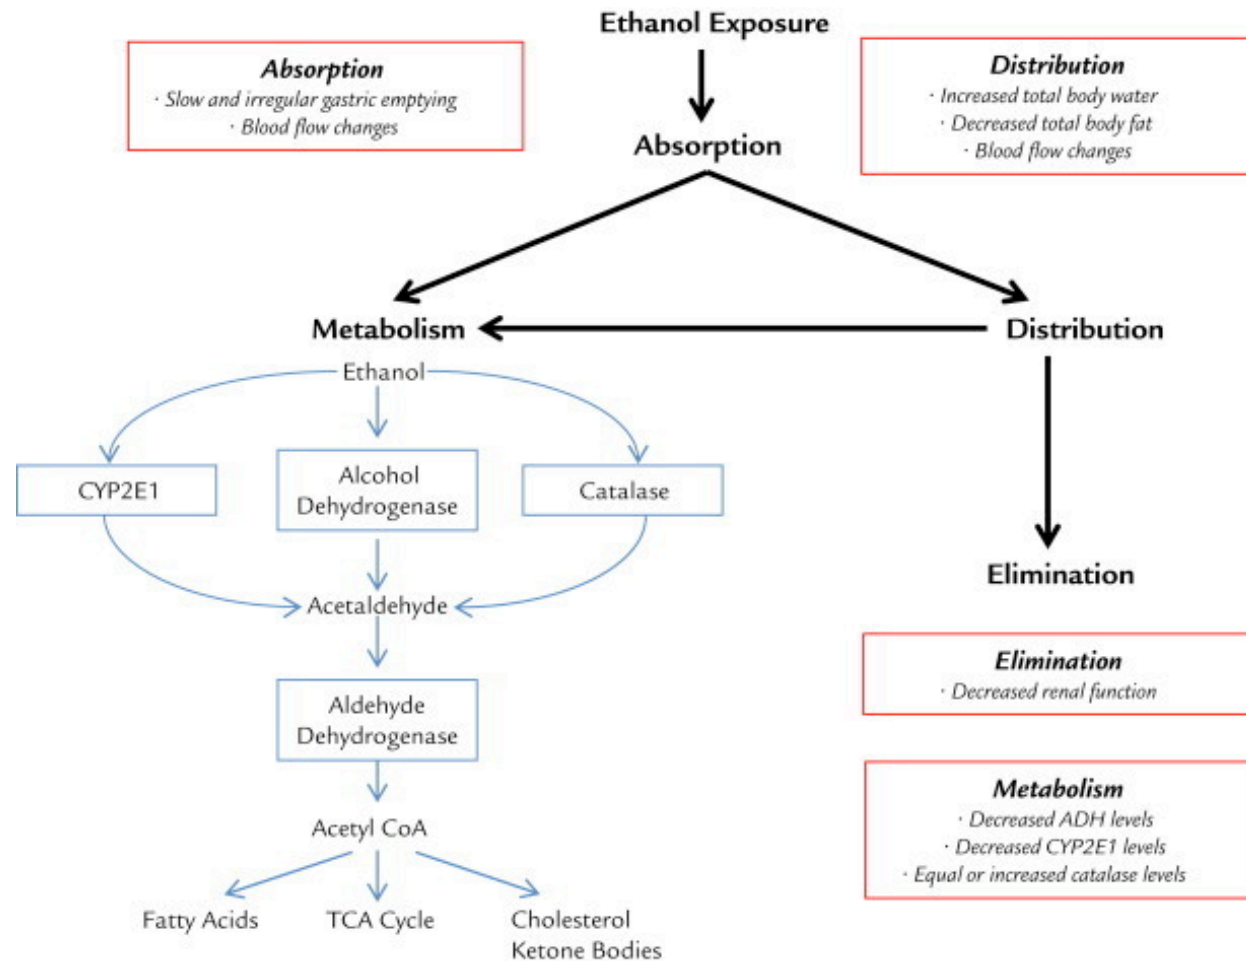 Ethanol Exposure
Absorption
· Slow and irregular gastric emptying
· Blood flow changes
Distribution
· Increased total body water
· Decreased total body fat
· Blood flow changes
Absorption
Metabolism
Distribution
Ethanol
CYP2E1
Alcohol
Dehydrogenase
Catalase
Acetaldehyde
Elimination
Aldehyde
Dehydrogenase
Elimination
· Decreased renal function
Acetyl CoA
Metabolism
· Decreased ADH levels
· Decreased CYP2E1 levels
· Equal or increased catalase levels
Fatty Acids
TCA Cycle
Cholesterol
Ketone Bodies